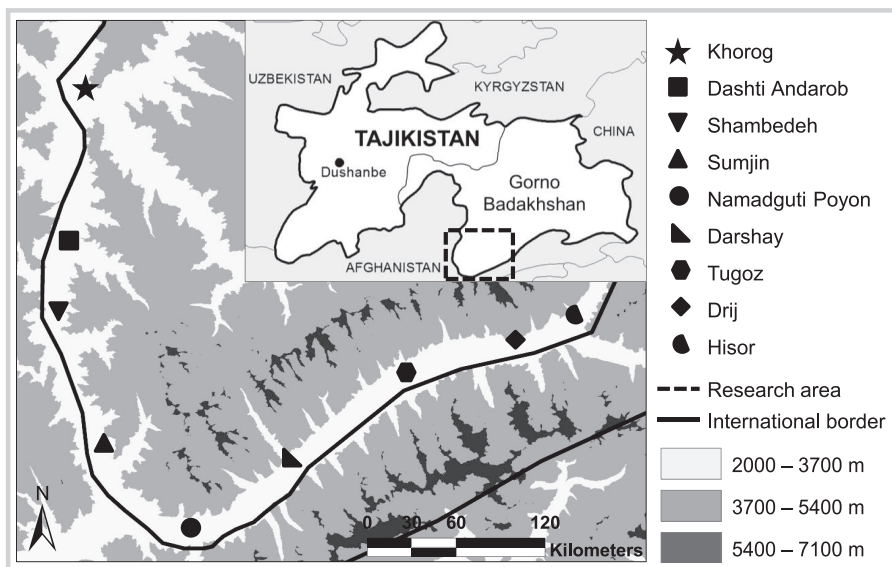 UZBEKISTAN
KYRGYZSTAN
CHINA
TAJIKISTAN
Dushanbe
Gorno
Badakhshan
AFGHANISTAN
N
0 30 60 120
Kilometers
Khorog
Dashti Andarob
Shambedeh
Sumjin
Namadguti Poyon
Darshay
Tugoz
Drij
Hisor
Research area
International border
2000 – 3700 m
3700 – 5400 m
5400 – 7100 m